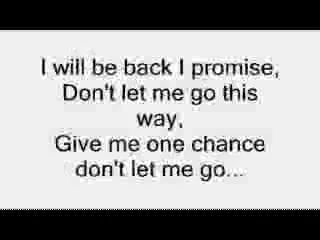 I will be back I promise,
Don't let me go this
way,
Give me one chance
don't let me go...